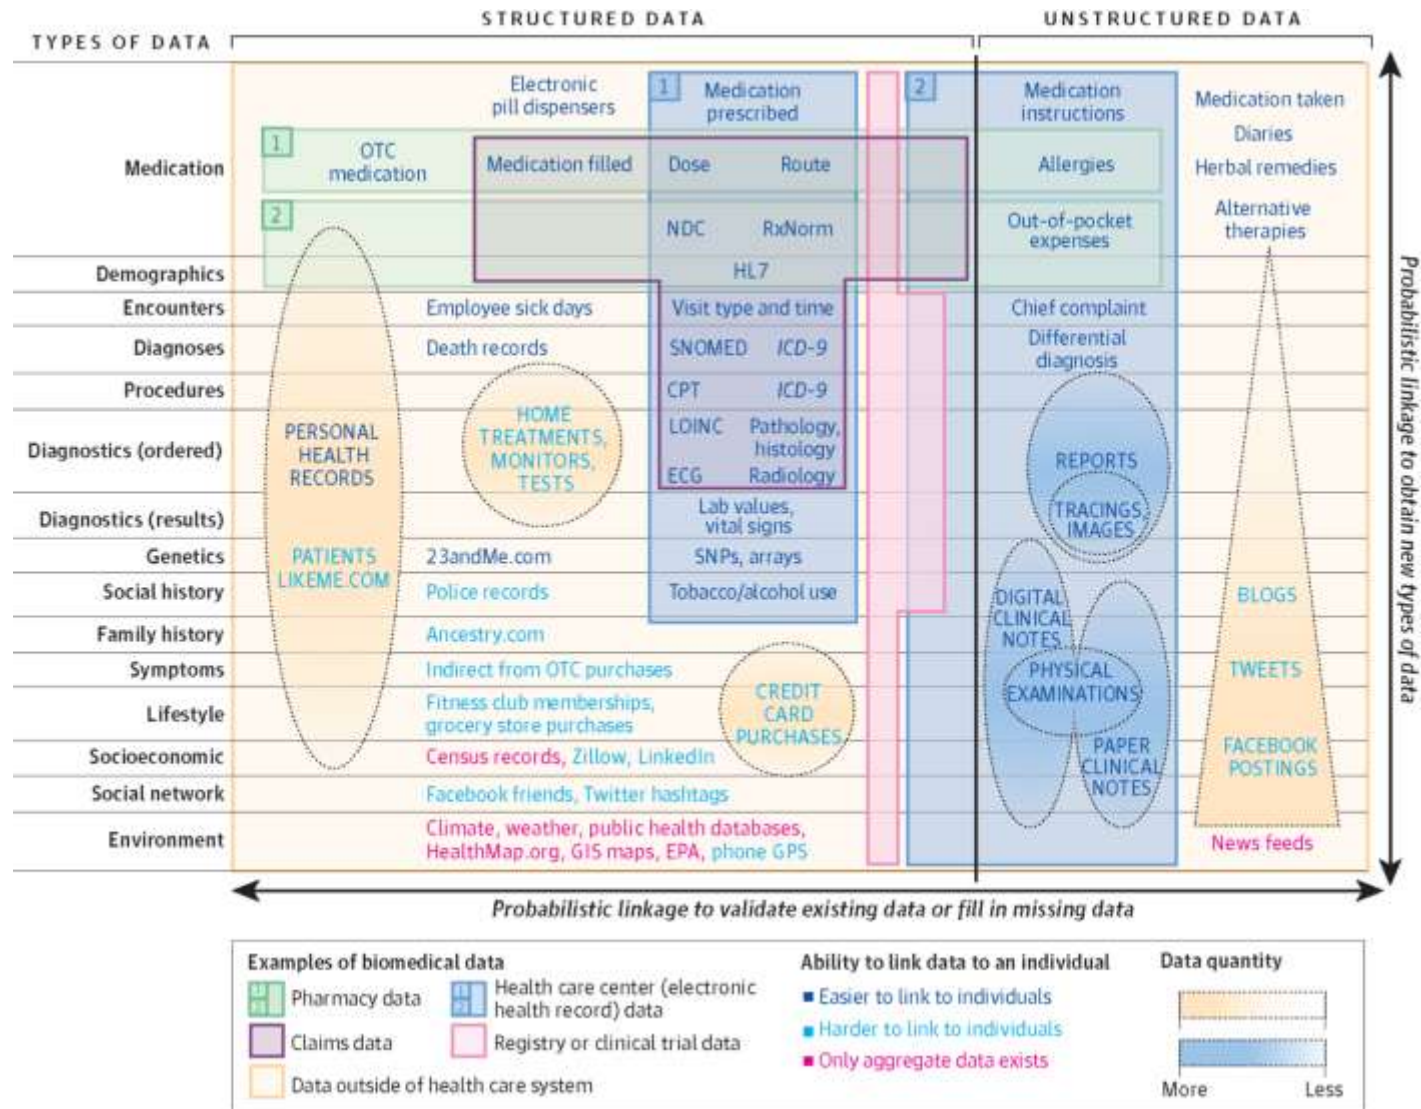 STRUCTURED DATA
UNSTRUCTURED DATA
TYPES OF DATA
Electronic
pill dispensers
1
Medication
prescribed
2
Medication
instructions
Medication taken
Diaries
Medication
1
OTC
medication
Medication filled
Dose
Route
Allergies
Herbal remedies
2
NDC
RxNorm
Out-of-pocket
expenses
Alternative
therapies
Demographics
HL7
Encounters
Employee sick days
Visit type and time
Chief complaint
Diagnoses
Death records
SNOMED
ICD-9
Differential
diagnosis
Procedures
CPT
ICD-9
Diagnostics (ordered)
PERSONAL
HEALTH
RECORDS
HOME
TREATMENTS,
MONITORS,
TESTS
LOINC
Pathology,
histology
ECG
Radiology
REPORTS
Diagnostics (results)
Lab values,
vital signs
TRACINGS,
IMAGES
Genetics
PATIENTS
LIKEME.COM
23andMe.com
SNPs, arrays
Social history
Police records
Tobacco/alcohol use
DIGITAL
CLINICAL
NOTES
BLOGS
Family history
Ancestry.com
Symptoms
Indirect from OTC purchases
PHYSICAL
EXAMINATIONS
TWEETS
Lifestyle
Fitness club memberships,
grocery store purchases
CREDIT
CARD
PURCHASES
Socioeconomic
Census records, Zillow, LinkedIn
PAPER
CLINICAL
NOTES
FACEBOOK
POSTINGS
Social network
Facebook friends, Twitter hashtags
Environment
Climate, weather, public health databases,
HealthMap.org, GIS maps, EPA, phone GPS
News feeds
Probabilistic linkage to obtain new types of data
Probabilistic linkage to validate existing data or fill in missing data
Examples of biomedical data
Pharmacy data
Health care center (electronic
health record) data
Claims data
Registry or clinical trial data
Data outside of health care system
Ability to link data to an individual
Easier to link to individuals
Harder to link to individuals
Only aggregate data exists
Data quantity
More
Less